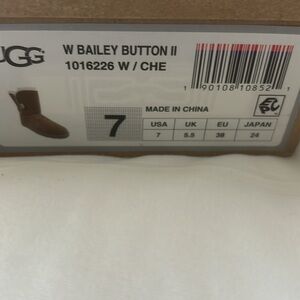 UGG
W BAILEY BUTTON II
1016226 W / CHE
1 90108 10852 1
7
MADE IN CHINA
USA UK EU JAPAN
7 5.5 38 24